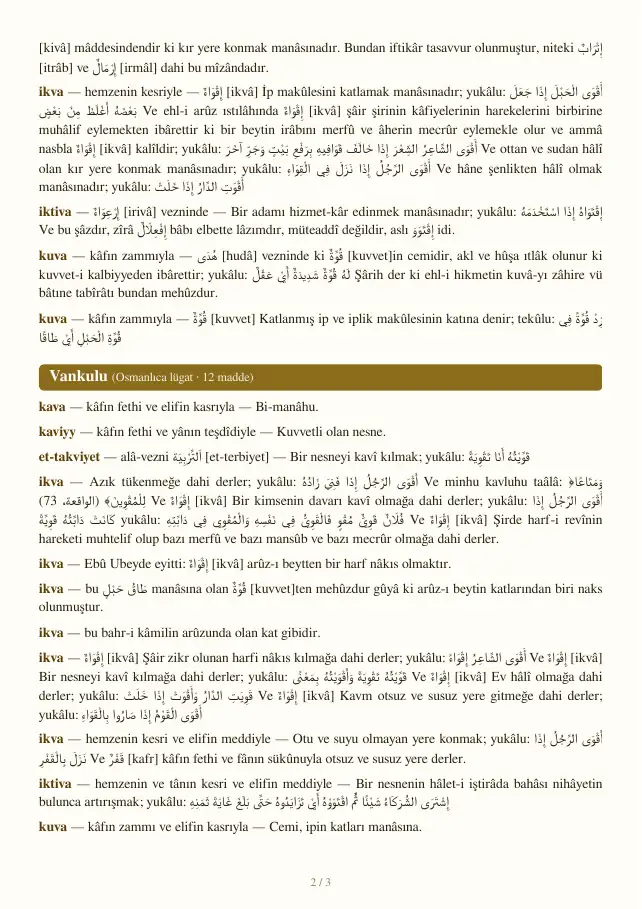 [kivâ] mâddesindendir ki kır yere konmak manâsınadır. Bundan iftikâr tasavvur olunmuştur, niteki إِتْرَابٌ
[itrâb] ve إِرْمَالٌ [irmâl] dahi bu mîzândadır.
ikva — hemzenin kesriyle — إِقْوَاءٌ [ikvâ] İp makûlesini katlamak manâsınadır; yukâlu: أَقْوَى الْحَبْلَ إِذَا جَعَلَ
بَعْضَهُ أَغْلَظَ مِنْ بَعْضٍ Ve ehl-i arûz ıstılâhında إِقْوَاءٌ [ikvâ] şâir şirinin kâfiyelerinin harekelerini birbirine
muhâlif eylemekten ibârettir ki bir beytin irâbını merfû ve âherin mecrûr eylemekle olur ve ammâ
nasbla إِقْوَاءٌ [ikvâ] kalîldir; yukâlu: أَقْوَى الشَّاعِرُ الشِّعْرَ إِذَا خَالَفَ قَوَافِيهِ بِرَفْعِ بَيْتٍ وَجَرِّ آخَرَ Ve ottan ve sudan hâlî
olan kır yere konmak manâsınadır; yukâlu: أَقْوَى الرَّجُلُ إِذَا نَزَلَ فِي الْقِوَاءِ Ve hâne şenlikten hâlî olmak
manâsınadır; yukâlu: أَقْوَتِ الدَّارُ إِذَا خَلَتْ
iktiva — إِرْعِوَاءٌ [irivâ] vezninde — Bir adamı hizmet-kâr edinmek manâsınadır; yukâlu: إِقْتَوَاهُ إِذَا اسْتَخْدَمَهُ
Ve bu şâzdır, zîrâ إِفْعِلَالٌ bâbı elbette lâzımdır, müteaddî değildir, aslı إِقْتَوَوَ idi.
kuva — kâfın zammıyla — هُدَى [hudâ] vezninde ki قُوَّةٌ [kuvvet]in cemidir, akl ve hûşa ıtlâk olunur ki
kuvvet-i kalbiyyeden ibârettir; yukâlu: لَهُ قُوَّةٌ شَدِيدَةٌ أَيْ عَقْلٌ Şârih der ki ehl-i hikmetin kuvâ-yı zâhire vü
bâtıne tabîrâtı bundan mehûzdur.
kuva — kâfın zammıyla — قُوَّةٌ [kuvvet] Katlanmış ip ve iplik makûlesinin katına denir; tekûlu: زِدْ قُوَّةً فِي
قُوَّةِ الْحَبْلِ أَيْ طَاقًا
Vankulu (Osmanlıca lügat · 12 madde)
kava — kâfın fethi ve elifin kasrıyla — Bi-manâhu.
kaviyy — kâfın fethi ve yânın teşdîdiyle — Kuvvetli olan nesne.
et-takviyet — alâ-vezni اَلتَّرْبِيَة [et-terbiyet] — Bir nesneyi kavî kılmak; yukâlu: قَوَّيْتُهُ أَنَا تَقْوِيَةً
ikva — Azık tükenmeğe dahi derler; yukâlu: أَقْوَى الرَّجُلُ إِذَا فَنِيَ زَادُهُ Ve minhu kavluhu taâlâ: ﴿وَمَتَاعًا
لِلْمُقْوِينَ﴾ (الواقعة، 73) Ve إِقْوَاءٌ [ikvâ] Bir kimsenin davarı kavî olmağa dahi derler; yukâlu: أَقْوَى الرَّجُلُ إِذَا
كَانَتْ دَابَّتُهُ قَوِيَّةً yukâlu: فُلَانٌ قَوِيٌّ مُقْوٍ فَالْقَوِيُّ فِي نَفْسِهِ وَالْمُقْوِي فِي دَابَّتِهِ Ve إِقْوَاءٌ [ikvâ] Şirde harf-i revînin
hareketi muhtelif olup bazı merfû ve bazı mansûb ve bazı mecrûr olmağa dahi derler.
ikva — Ebû Ubeyde eyitti: إِقْوَاءٌ [ikvâ] arûz-ı beytten bir harf nâkıs olmaktır.
ikva — bu طَاقُ حَبْلٍ manâsına olan قُوَّةٌ [kuvvet]ten mehûzdur gûyâ ki arûz-ı beytin katlarından biri naks
olunmuştur.
ikva — bu bahr-i kâmilin arûzunda olan kat gibidir.
ikva — إِقْوَاءٌ [ikvâ] Şâir zikr olunan harfi nâkıs kılmağa dahi derler; yukâlu: أَقْوَى الشَّاعِرُ إِقْوَاءً Ve إِقْوَاءٌ [ikvâ]
Bir nesneyi kavî kılmağa dahi derler; yukâlu: قَوَّيْتُهُ تَقْوِيَةً وَأَقْوَيْتُهُ بِمَعْنًى Ve إِقْوَاءٌ [ikvâ] Ev hâlî olmağa dahi
derler; yukâlu: قَوِيَتِ الدَّارُ وَأَقْوَتْ إِذَا خَلَتْ Ve إِقْوَاءٌ [ikvâ] Kavm otsuz ve susuz yere gitmeğe dahi derler;
yukâlu: أَقْوَى الْقَوْمُ إِذَا صَارُوا بِالْقَوَاءِ
ikva — hemzenin kesri ve elifin meddiyle — Otu ve suyu olmayan yere konmak; yukâlu: أَقْوَى الرَّجُلُ إِذَا
نَزَلَ بِالْقَفْرِ Ve قَفْرٌ [kafr] kâfın fethi ve fânın sükûnuyla otsuz ve susuz yere derler.
iktiva — hemzenin ve tânın kesri ve elifin meddiyle — Bir nesnenin hâlet-i iştirâda bahâsı nihâyetin
bulunca artırışmak; yukâlu: إِشْتَرَى الشُّرَكَاءُ شَيْئًا ثُمَّ اقْتَوَوْهُ أَيْ تَزَايَدُوهُ حَتَّى بَلَغَ غَايَةَ ثَمَنِهِ
kuva — kâfın zammı ve elifin kasrıyla — Cemi, ipin katları manâsına.
2 / 3